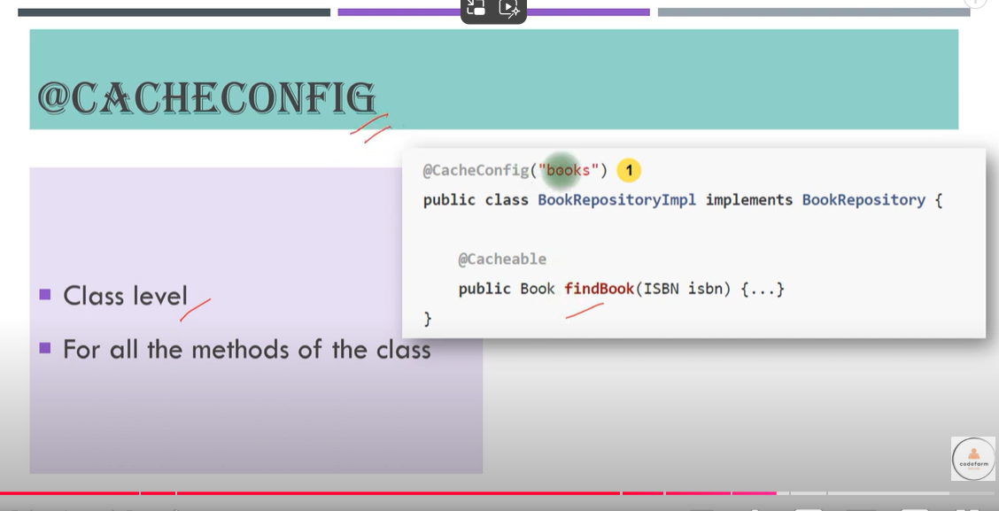 @CACHECONFIG
@CacheConfig("books") 1
public class BookRepositoryImpl implements BookRepository {
@Cacheable
public Book findBook(ISBN isbn) {...}
}
Class level
For all the methods of the class
codefarm